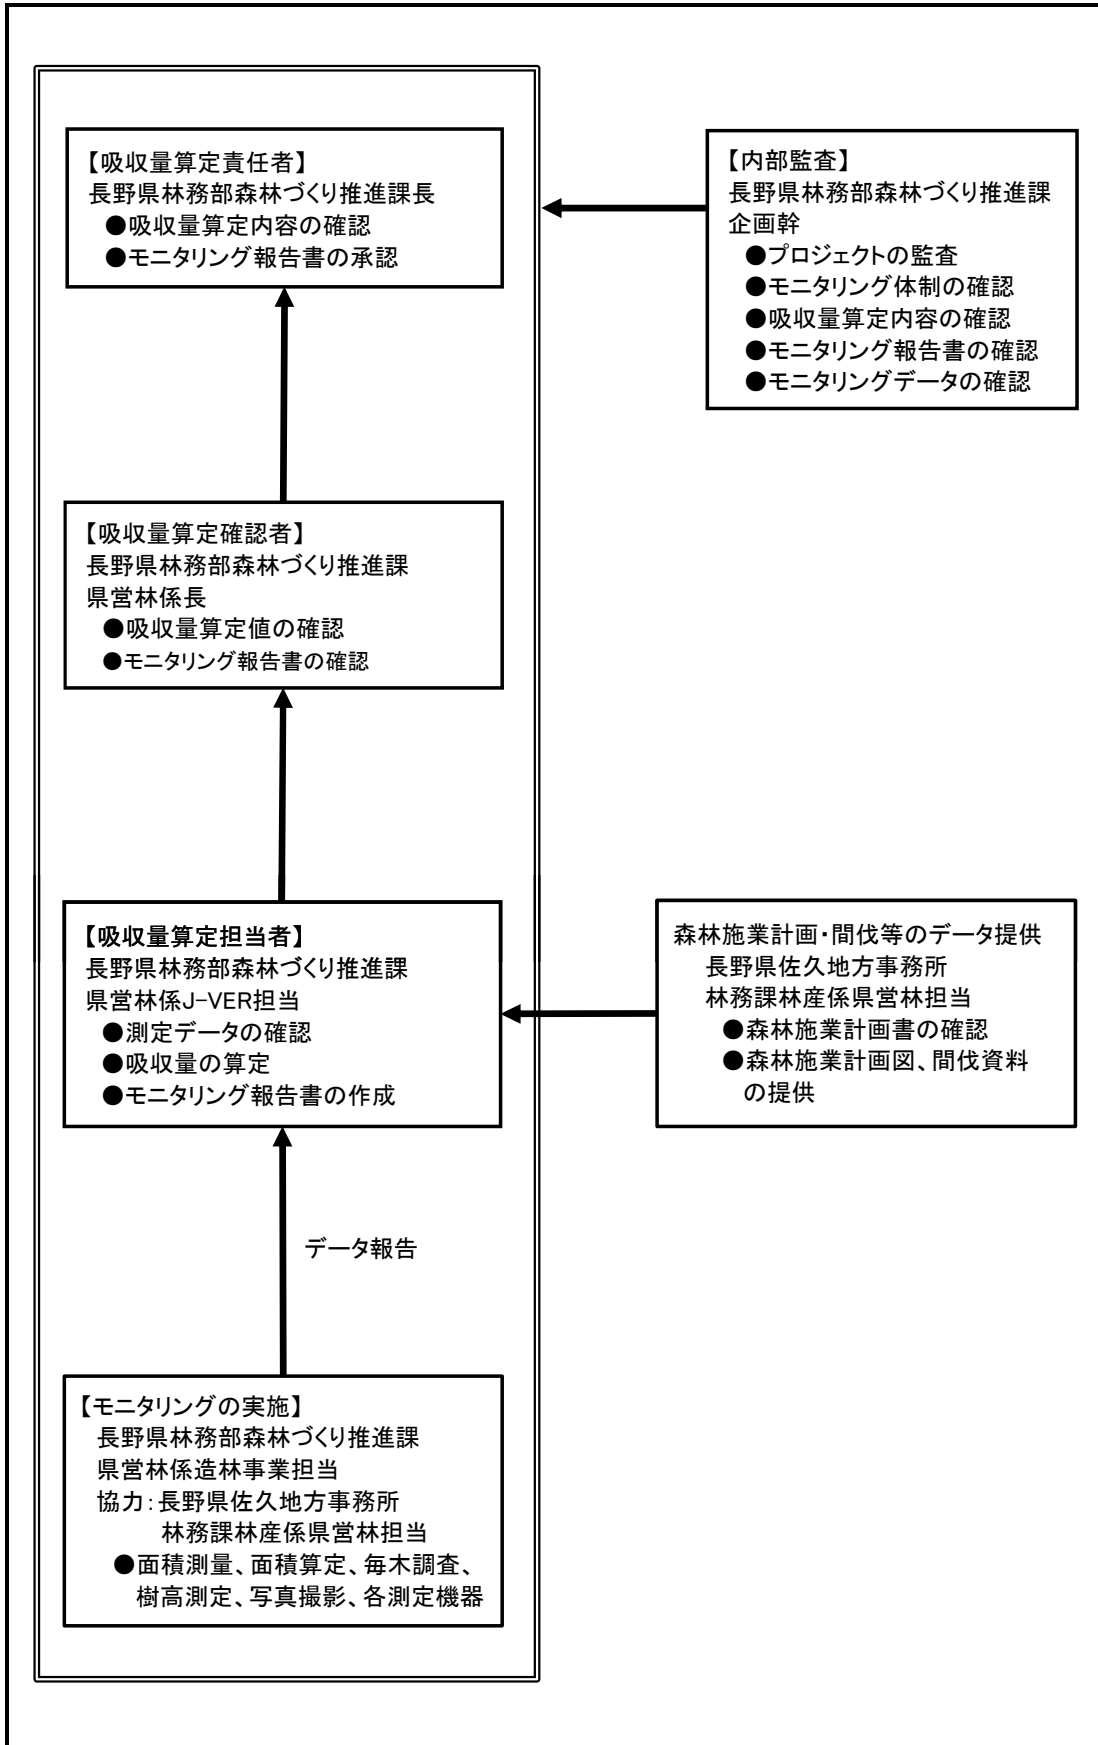 【吸収量算定責任者】
長野県林務部森林づくり推進課長
●吸収量算定内容の確認
●モニタリング報告書の承認
【内部監査】
長野県林務部森林づくり推進課
企画幹
●プロジェクトの監査
●モニタリング体制の確認
●吸収量算定内容の確認
●モニタリング報告書の確認
●モニタリングデータの確認
【吸収量算定確認者】
長野県林務部森林づくり推進課
県営林係長
●吸収量算定値の確認
●モニタリング報告書の確認
【吸収量算定担当者】
長野県林務部森林づくり推進課
県営林係J-VER担当
●測定データの確認
●吸収量の算定
●モニタリング報告書の作成
森林施業計画・間伐等のデータ提供
長野県佐久地方事務所
林務課林産係県営林担当
●森林施業計画書の確認
●森林施業計画図、間伐資料
の提供
データ報告
【モニタリングの実施】
長野県林務部森林づくり推進課
県営林係造林事業担当
協力：長野県佐久地方事務所
林務課林産係県営林担当
●面積測量、面積算定、毎木調査、
樹高測定、写真撮影、各測定機器